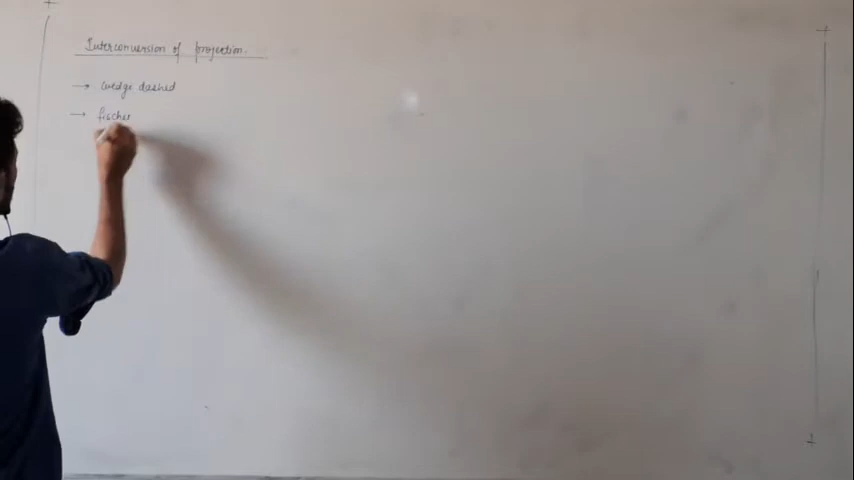 Interconversion of projection.
→ wedge dashed
→ fischer